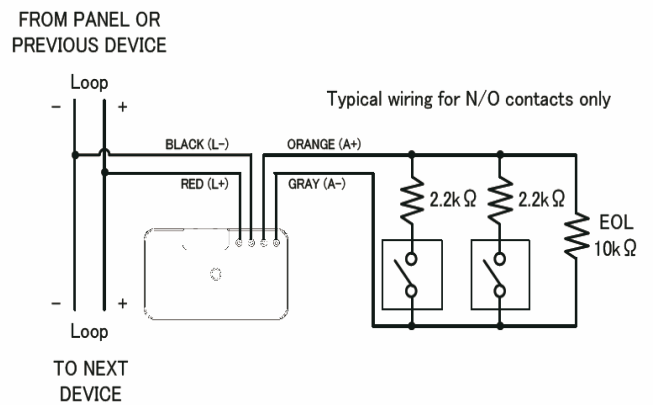 FROM PANEL OR
PREVIOUS DEVICE
Loop
- +
Typical wiring for N/O contacts only
BLACK (L-)
ORANGE (A+)
RED (L+)
GRAY (A-)
2.2kΩ
2.2kΩ
EOL
10kΩ
- +
Loop
TO NEXT
DEVICE